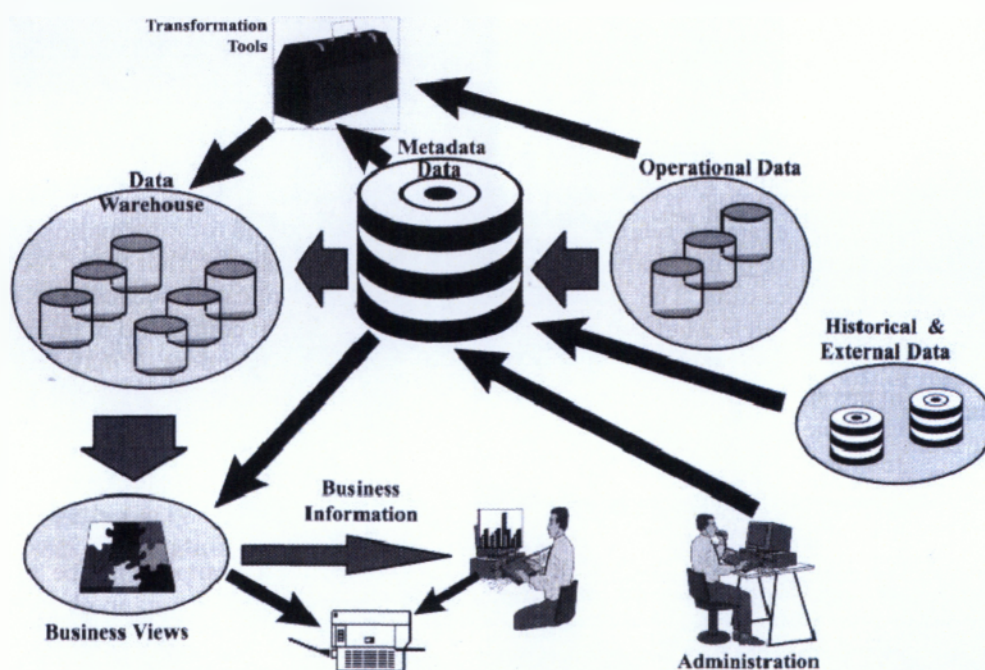 Transformation
Tools
Metadata
Data
Operational Data
Data
Warehouse
Historical &
External Data
Business
Information
Business Views
Administration